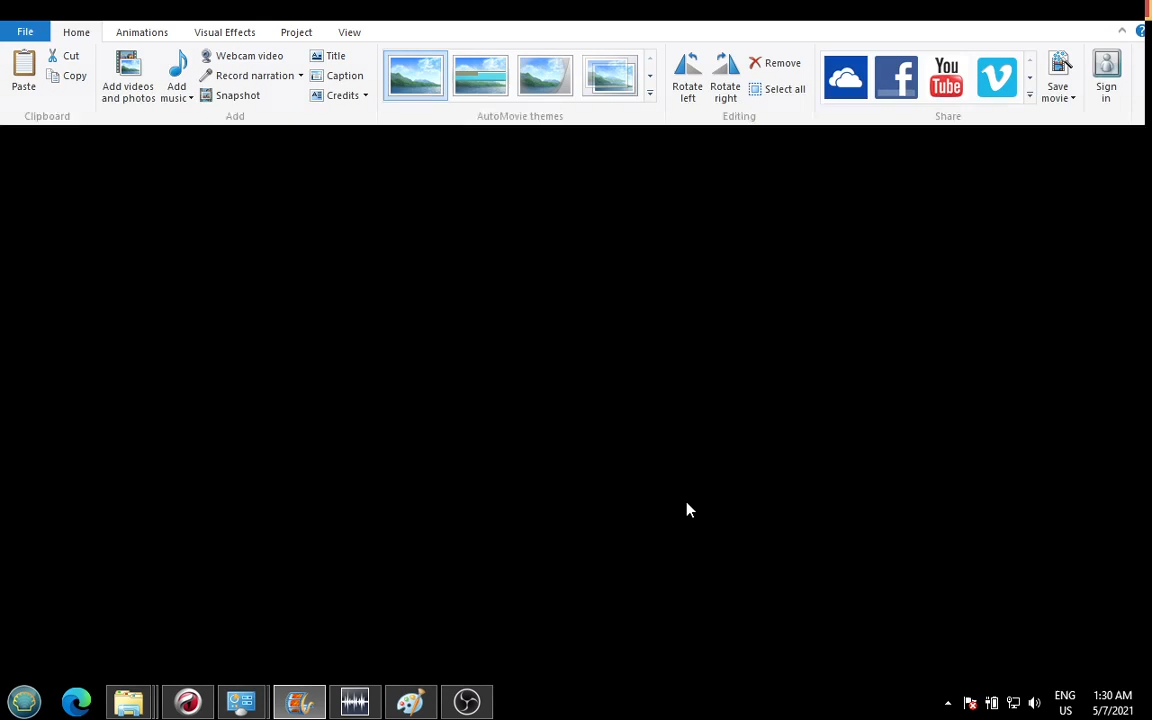 File Home Animations Visual Effects Project View
Paste
Cut
Copy
Clipboard
Add videos
and photos
Add
music
Webcam video
Record narration
Snapshot
Title
Caption
Credits
Add
AutoMovie themes
Rotate
left
Rotate
right
Remove
Select all
Editing
f
You
Tube
v
Share
Save
movie
Sign
in
ENG
US
1:30 AM
5/7/2021